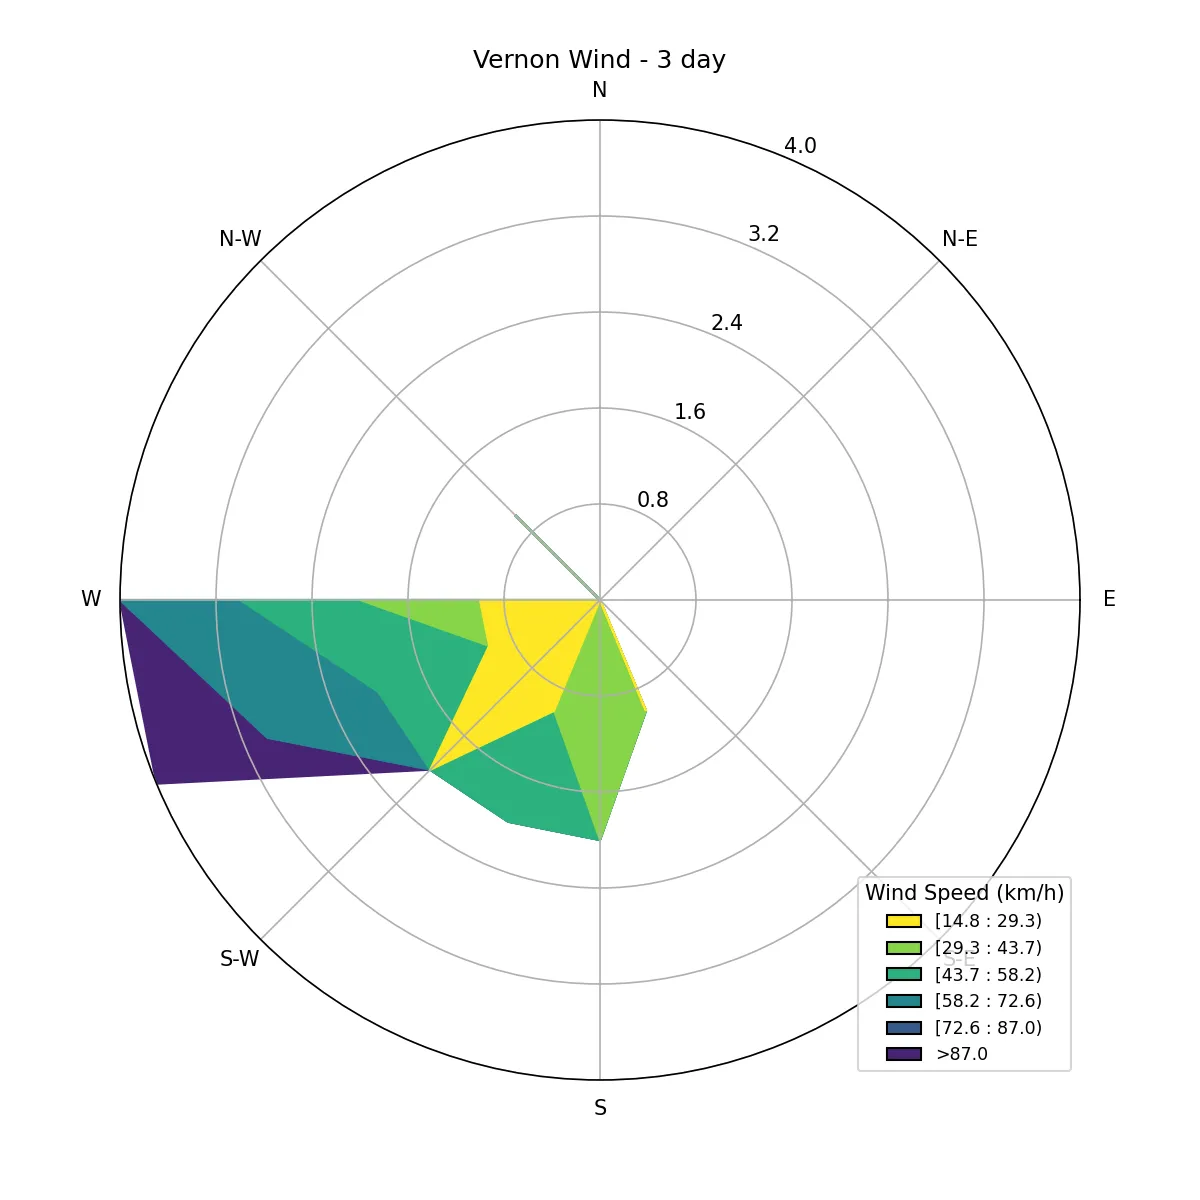 Vernon Wind - 3 day
N
4.0
3.2
N-W
N-E
2.4
1.6
0.8
W
E
Wind Speed (km/h)
[14.8 : 29.3)
[29.3 : 43.7)
S-W
S-E
[43.7 : 58.2)
[58.2 : 72.6)
[72.6 : 87.0)
>87.0
S